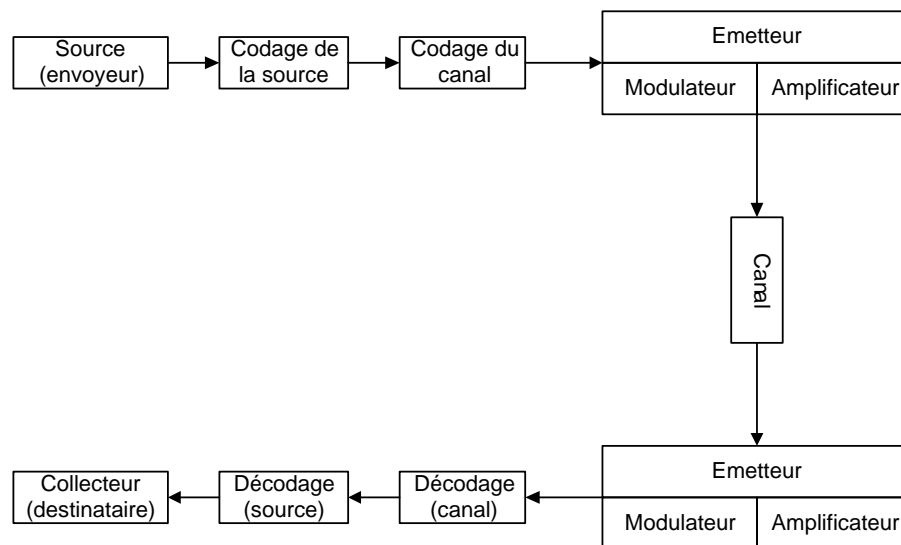 Source
(envoyeur)
Codage de
la source
Codage du
canal
Emetteur
Modulateur
Amplificateur
Canal
Collecteur
(destinataire)
Décodage
(source)
Décodage
(canal)
Emetteur
Modulateur
Amplificateur